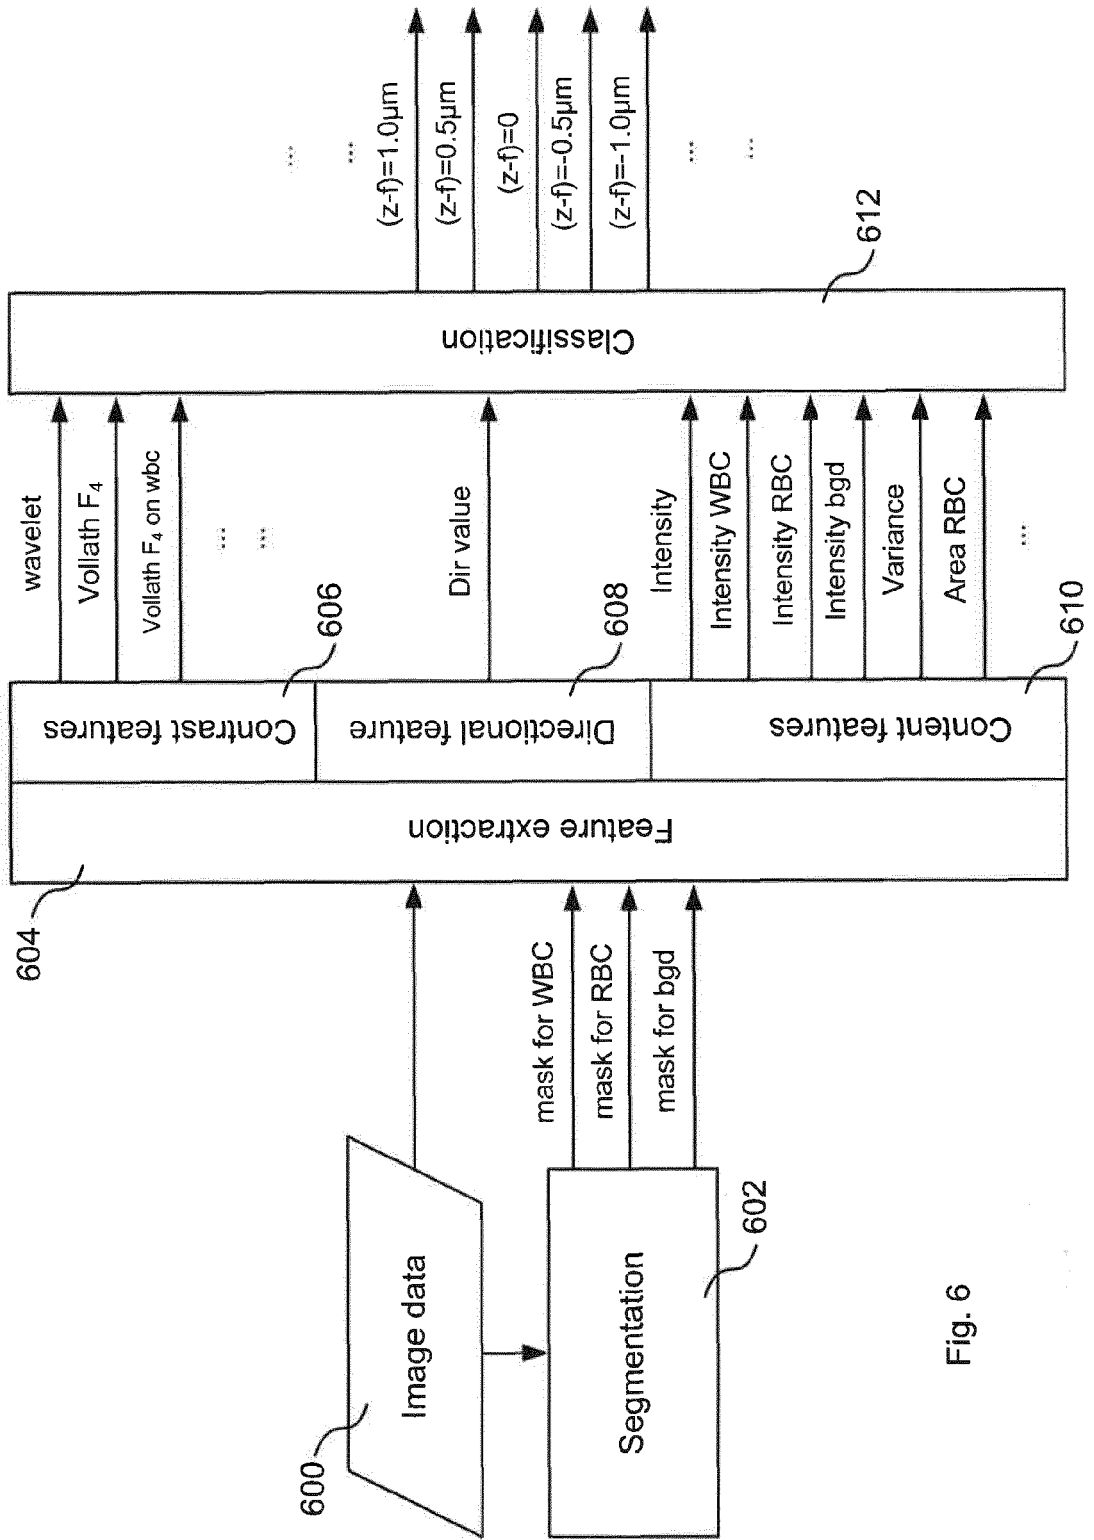 600
Image data
Segmentation
602
mask for WBC
mask for RBC
mask for bgd
604
Feature extraction
Contrast features
606
Directional feature
608
Content features
610
wavelet
Vollath F4
Vollath F4 on wbc
...
...
Dir value
Intensity
Intensity WBC
Intensity RBC
Intensity bgd
Variance
Area RBC
...
Classification
612
...
...
(z-f)=1.0µm
(z-f)=0.5µm
(z-f)=0
(z-f)=-0.5µm
(z-f)=-1.0µm
...
...
Fig. 6